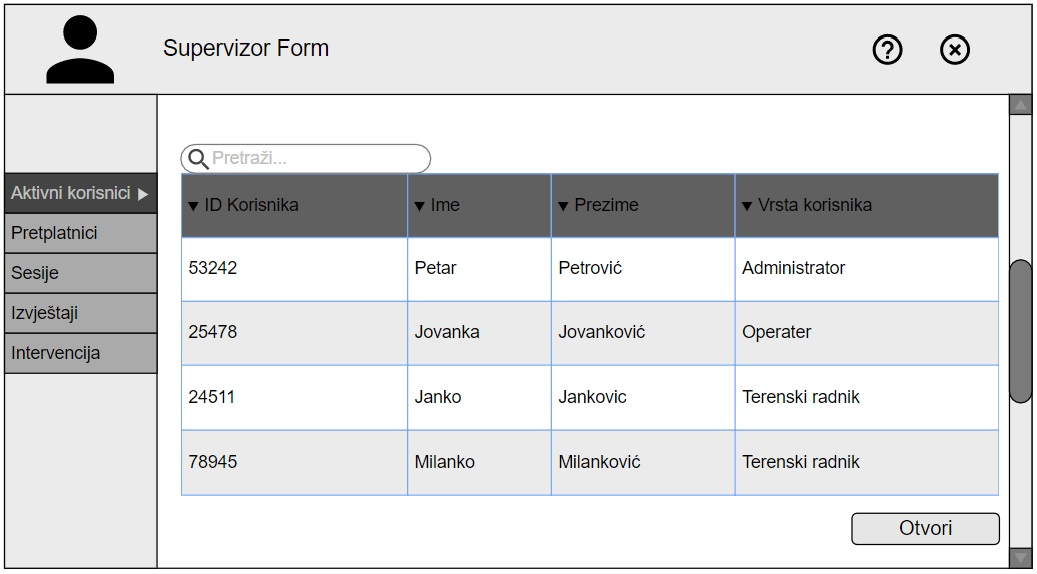 Supervizor Form
?
Pretraži...
Aktivni korisnici
Pretplatnici
Sesije
Izvještaji
Intervencija
ID Korisnika Ime Prezime Vrsta korisnika
53242 Petar Petrović Administrator
25478 Jovanka Jovanković Operater
24511 Janko Jankovic Terenski radnik
78945 Milanko Milanković Terenski radnik
Otvori